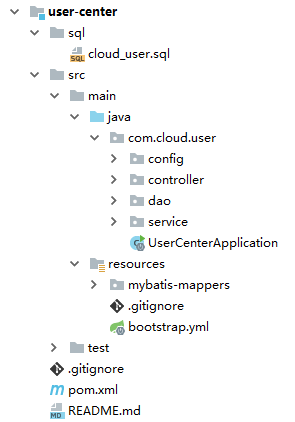 user-center
sql
cloud_user.sql
src
main
java
com.cloud.user
config
controller
dao
service
UserCenterApplication
resources
mybatis-mappers
.gitignore
bootstrap.yml
test
.gitignore
pom.xml
README.md